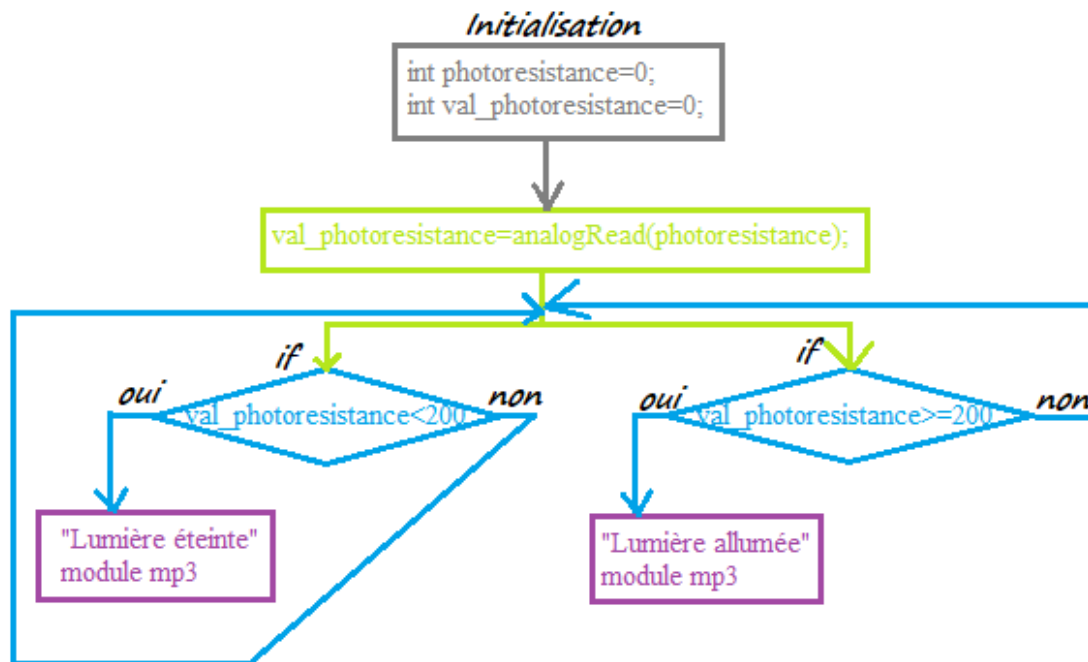 Initialisation
int photoresistance=0;
int val_photoresistance=0;
val_photoresistance=analogRead(photoresistance);
if
oui
val_photoresistance<200
non
"Lumière éteinte"
module mp3
if
oui
val_photoresistance>=200
non
"Lumière allumée"
module mp3